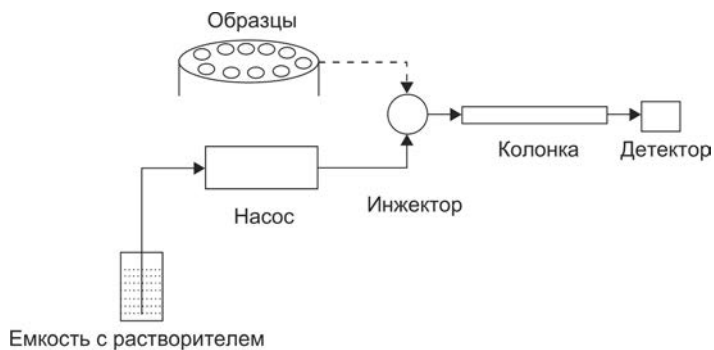 Образцы
Колонка
Детектор
Насос
Инжектор
Емкость с растворителем